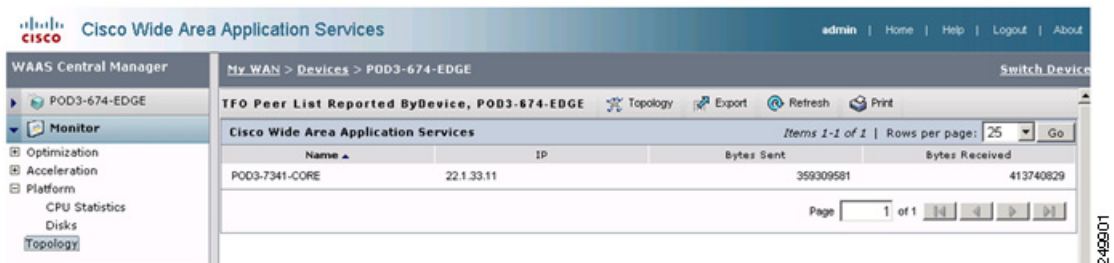 CISCO
Cisco Wide Area Application Services
admin | Home | Help | Logout | About
WAAS Central Manager
My WAN > Devices > POD3-674-EDGE
Switch Device
POD3-674-EDGE
TFO Peer List Reported ByDevice, POD3-674-EDGE
Topology
Export
Refresh
Print
Monitor
Cisco Wide Area Application Services
Items 1-1 of 1 | Rows per page: 25 Go
Optimization
Acceleration
Platform
CPU Statistics
Disks
Topology
Name IP Bytes Sent Bytes Received
POD3-7341-CORE 22.1.33.11 359309581 413740829
Page 1 of 1
249901